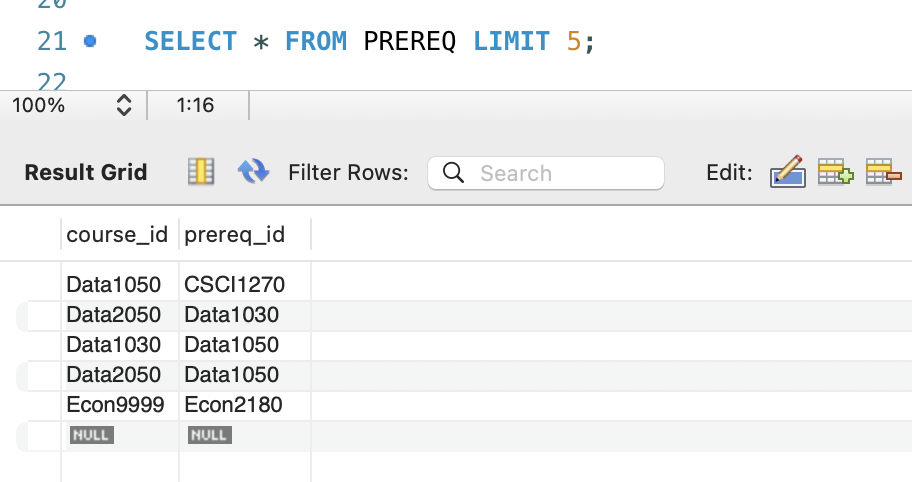 20
21 SELECT * FROM PREREQ LIMIT 5;
22
100% 1:16
Result Grid Filter Rows: Search Edit:
course_id prereq_id
Data1050 CSCI1270
Data2050 Data1030
Data1030 Data1050
Data2050 Data1050
Econ9999 Econ2180
NULL NULL